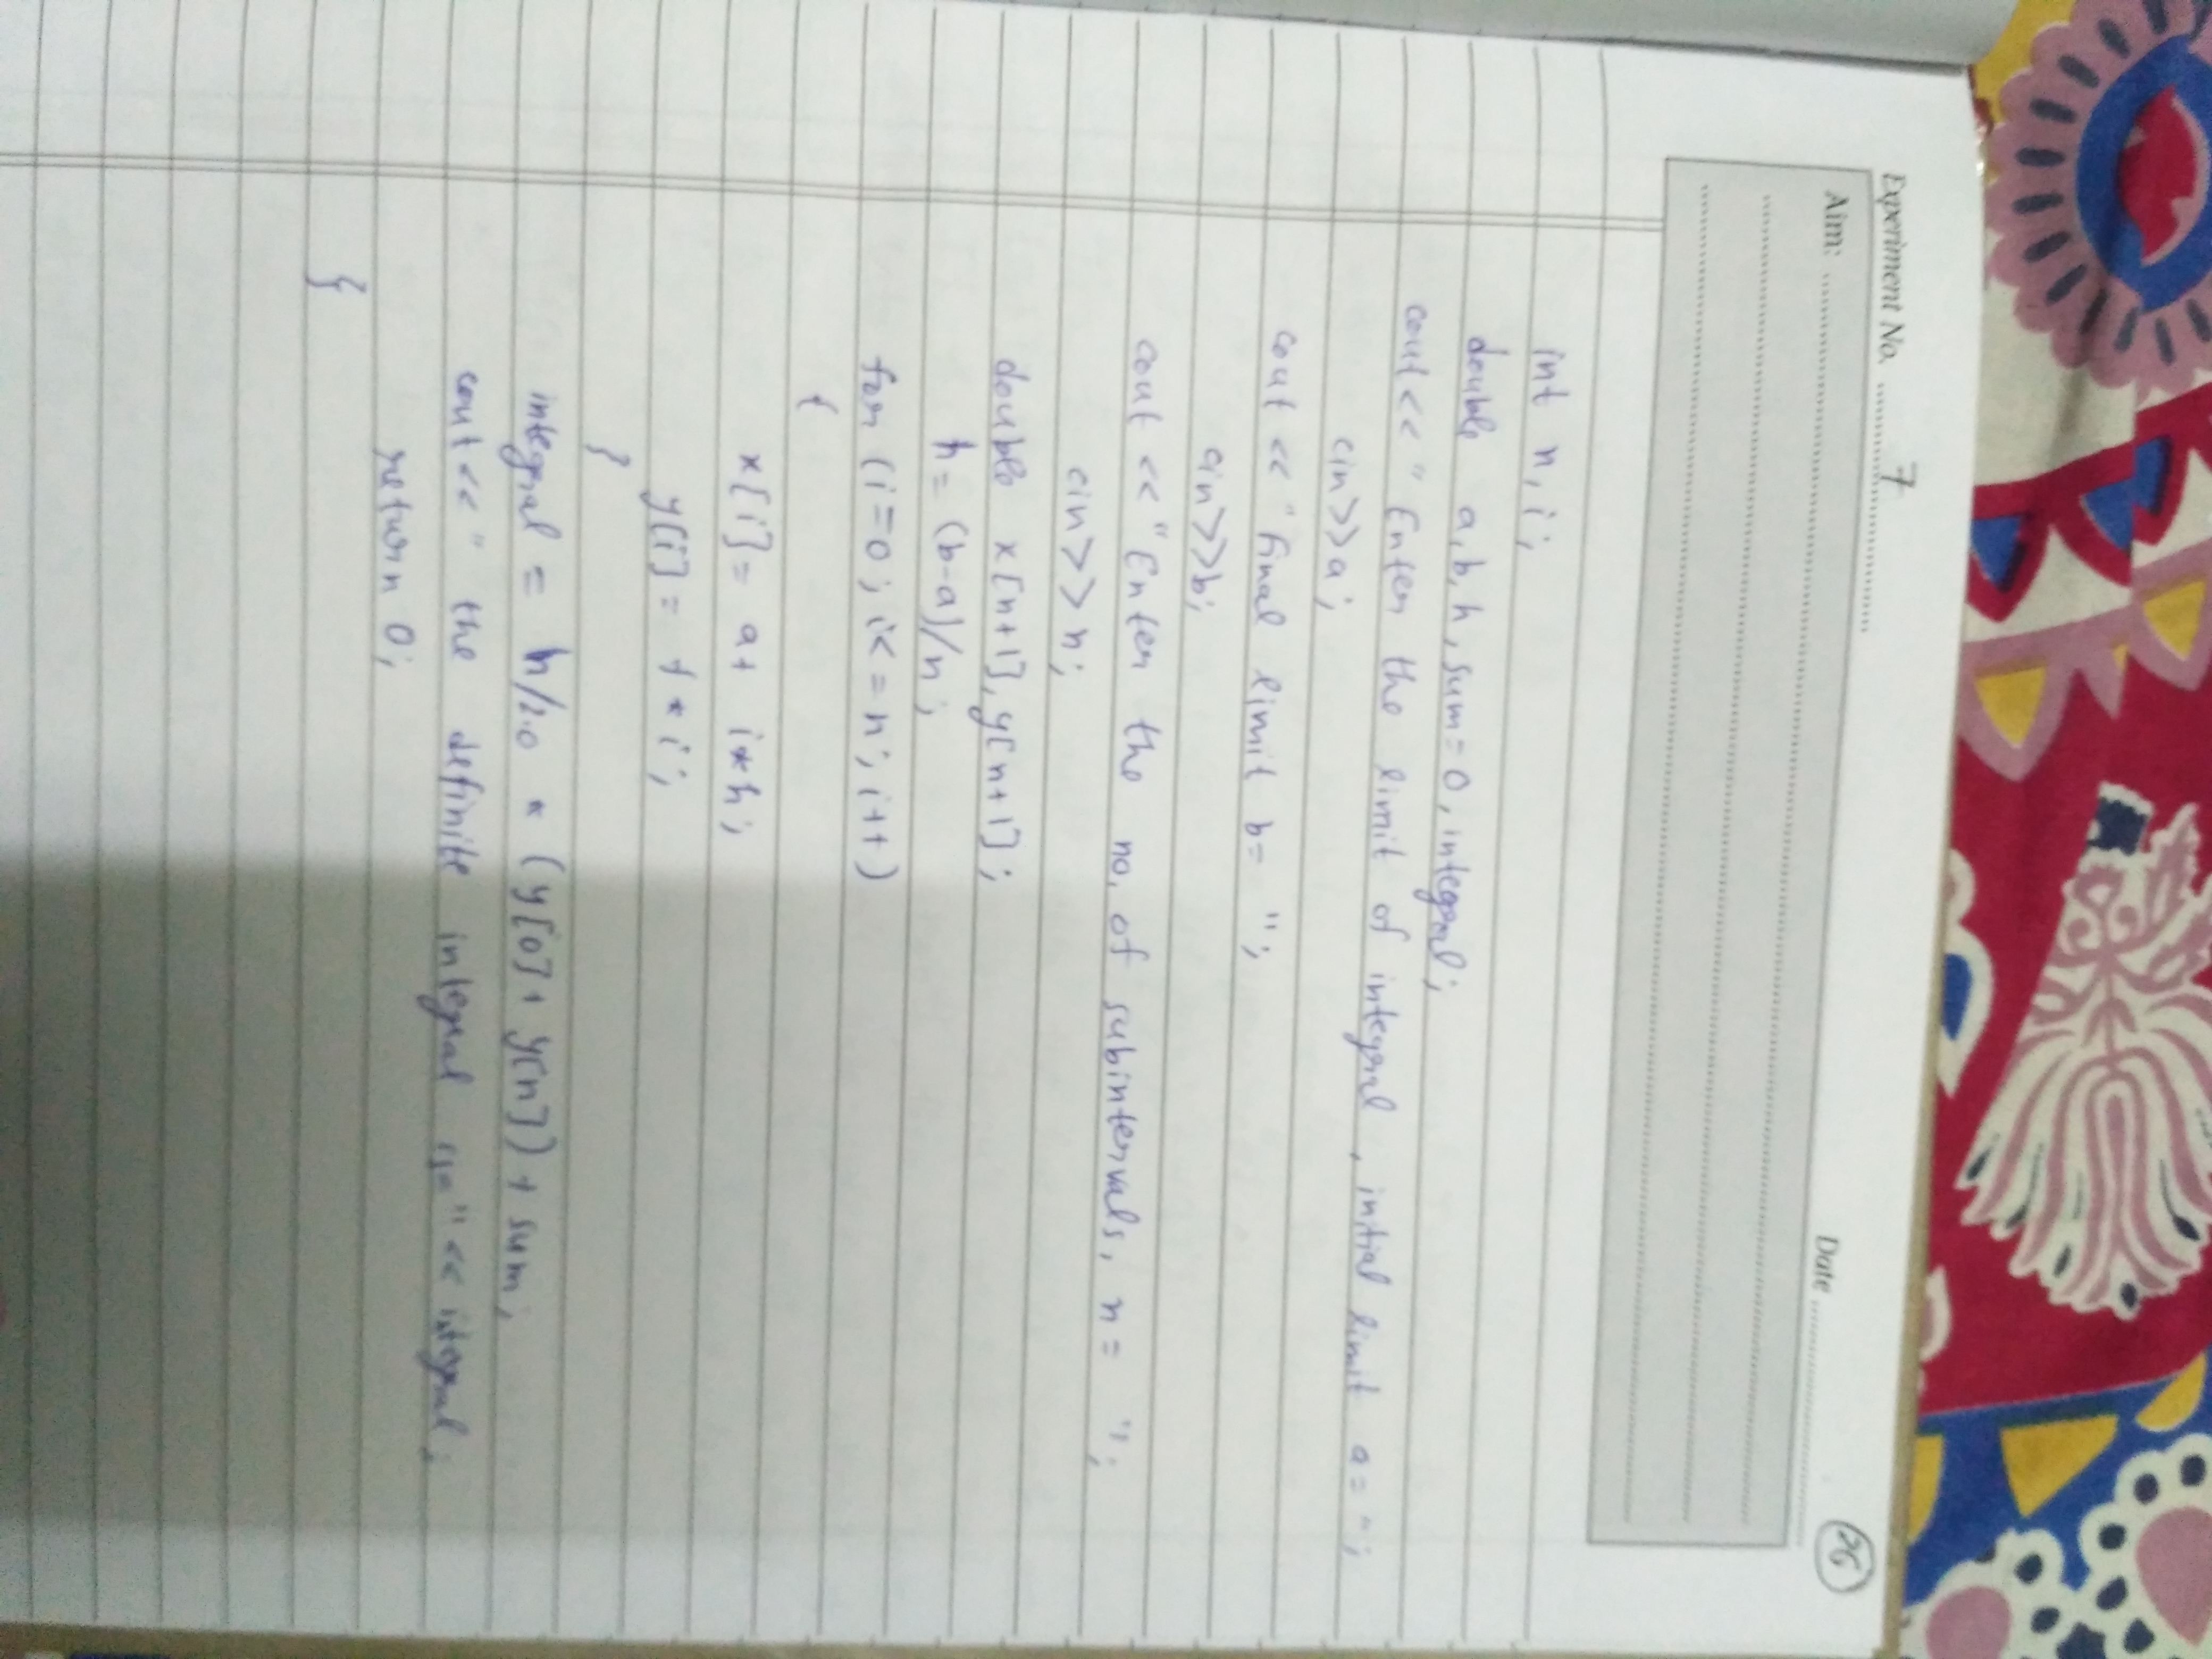 Experiment No. 7
26
Date
Aim:
int n, i;
double a, b, h, sum=0, integral;
cout<< " Enter the limit of integral, initial limit a= ";
cin>>a;
cout << " Final limit b= ";
cin>>b;
cout << "Enter the no. of subintervals, n= ";
cin>> n;
double x[n+1], y[n+1];
h= (b-a)/n;
for (i=0; i<=n; i++)
{
x[i]= a+ i*h;
y[i]= f * i;
}
integral = h/2.0 * (y[0]+ y[n])+ sum;
cout<< " the definite integral is=" << integral;
return 0;
}